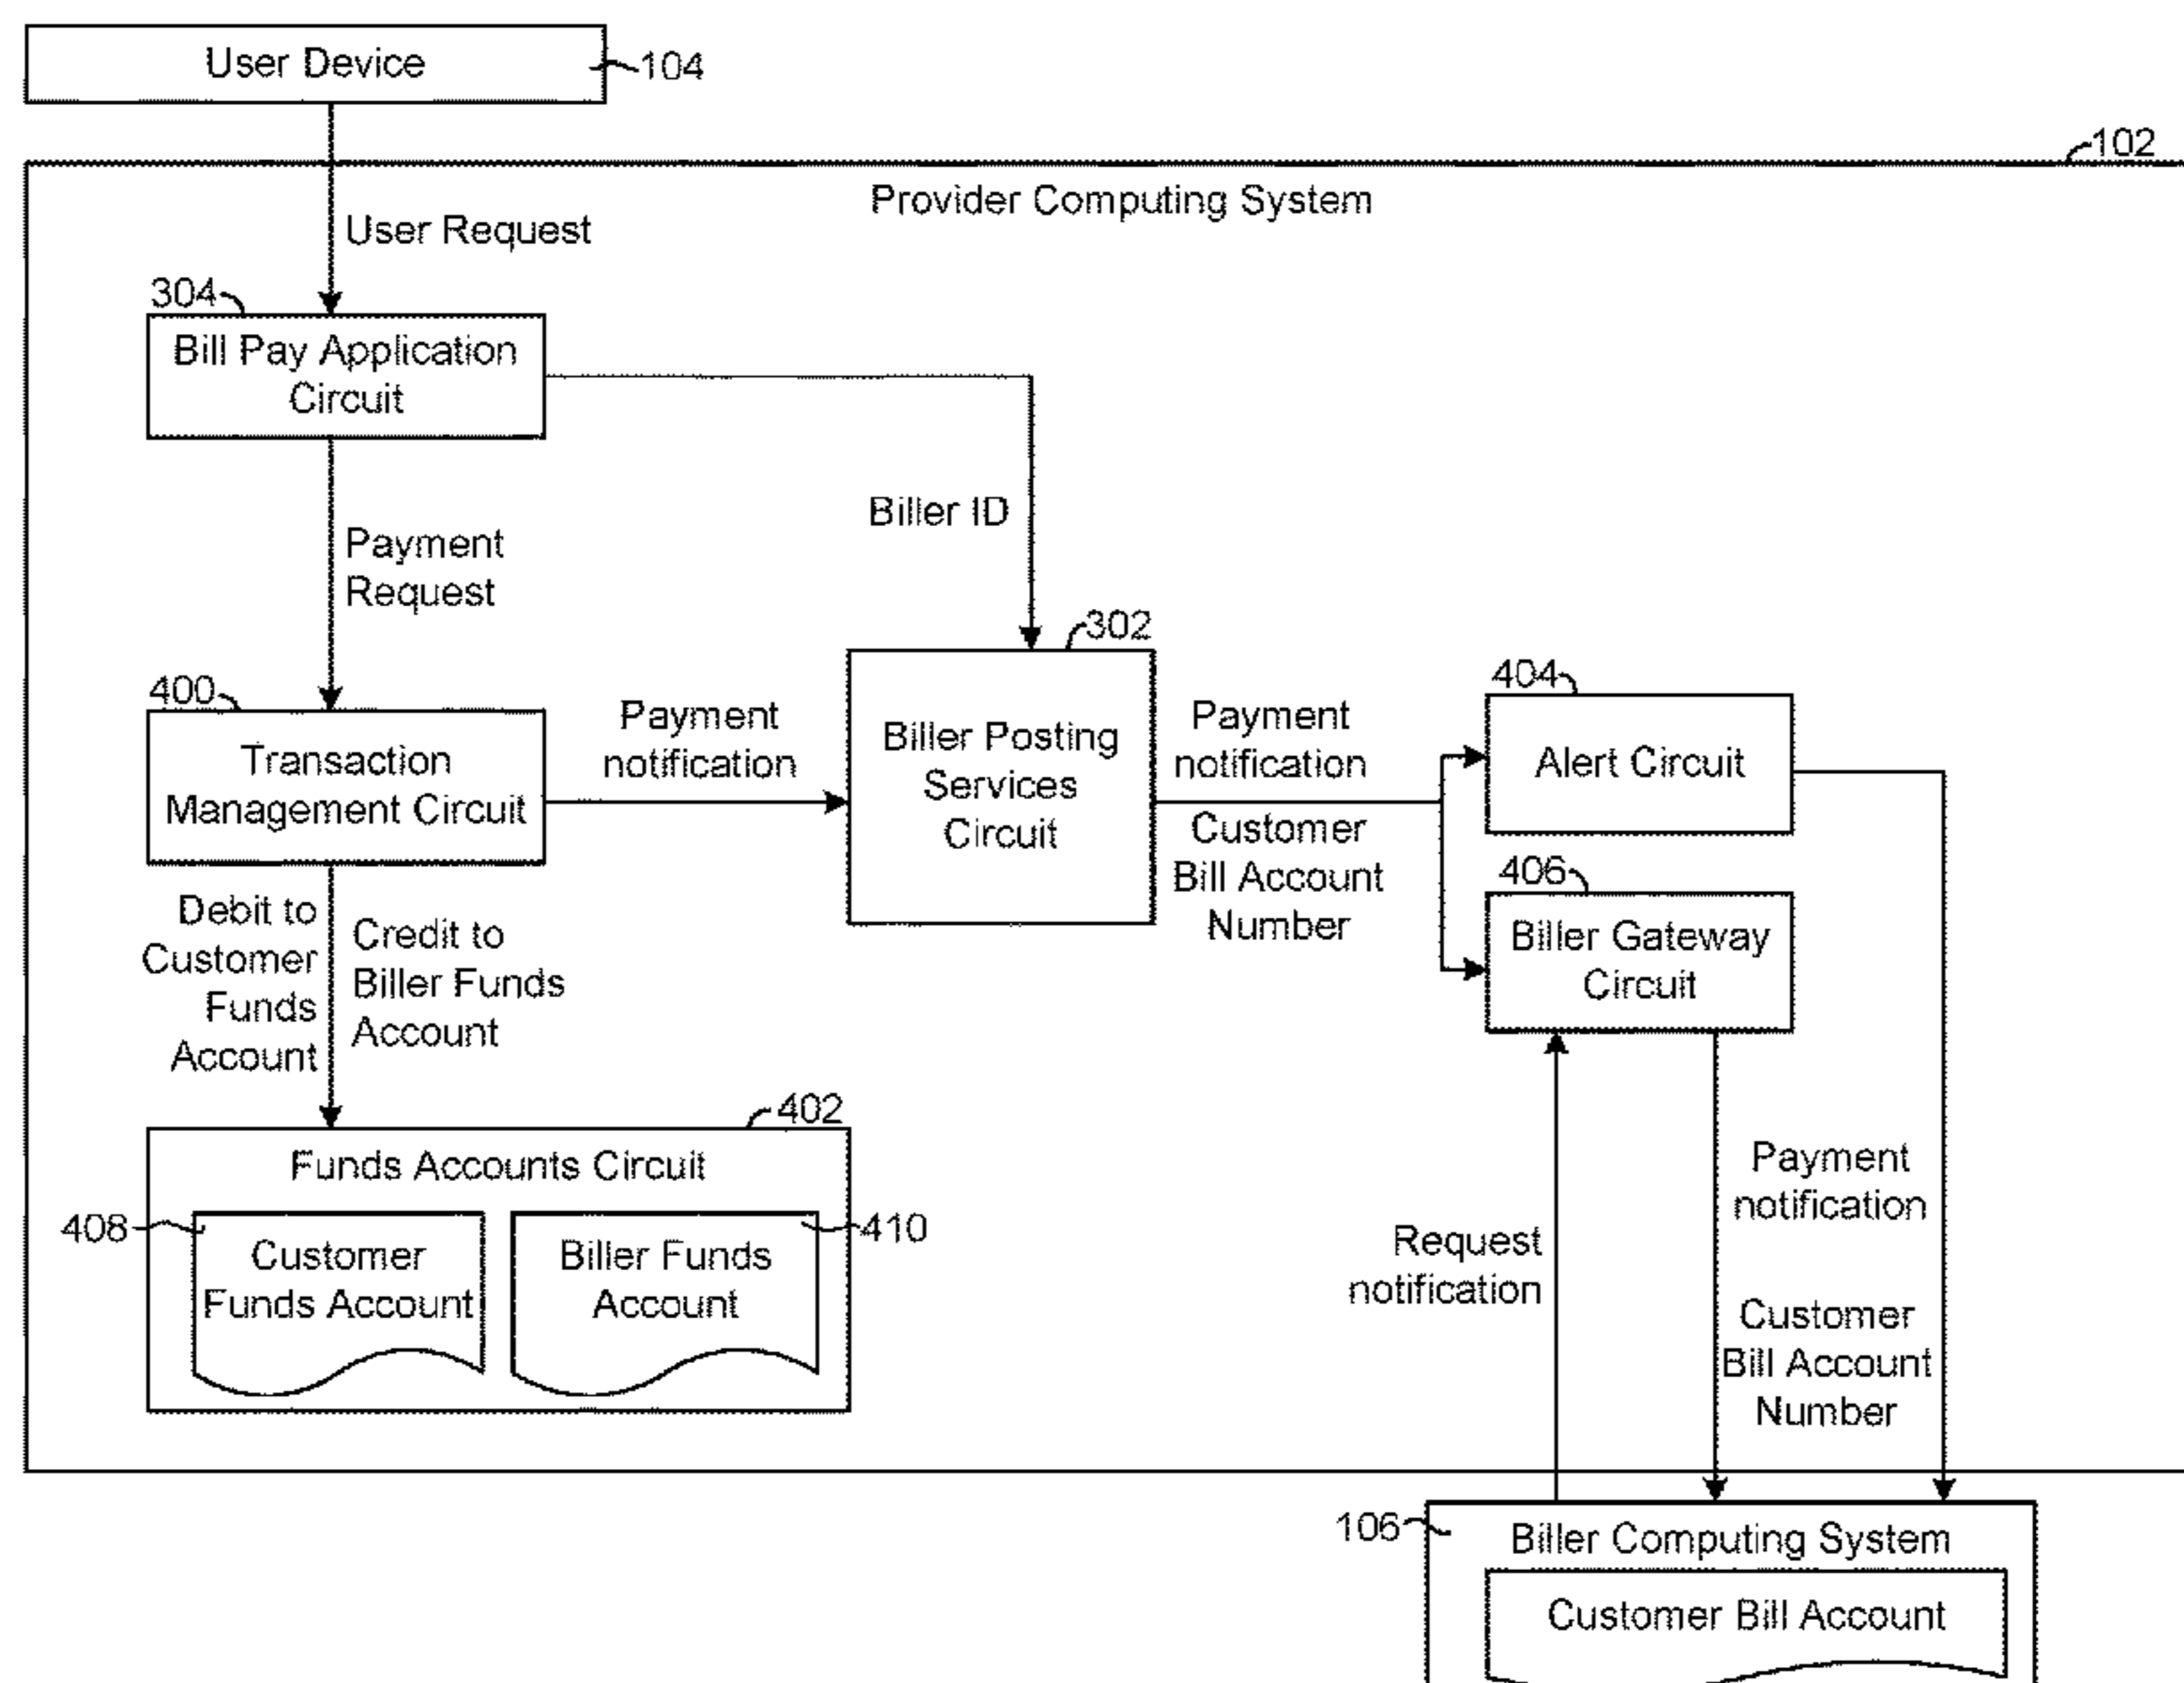 User Device
104
102
Provider Computing System
User Request
304
Bill Pay Application
Circuit
Biller ID
Payment
Request
302
400
Transaction
Management Circuit
Payment
notification
Biller Posting
Services
Circuit
Payment
notification
Customer
Bill Account
Number
404
Alert Circuit
406
Biller Gateway
Circuit
Debit to
Customer
Funds
Account
Credit to
Biller Funds
Account
402
Funds Accounts Circuit
408
Customer
Funds Account
410
Biller Funds
Account
Request
notification
Payment
notification
Customer
Bill Account
Number
106
Biller Computing System
Customer Bill Account